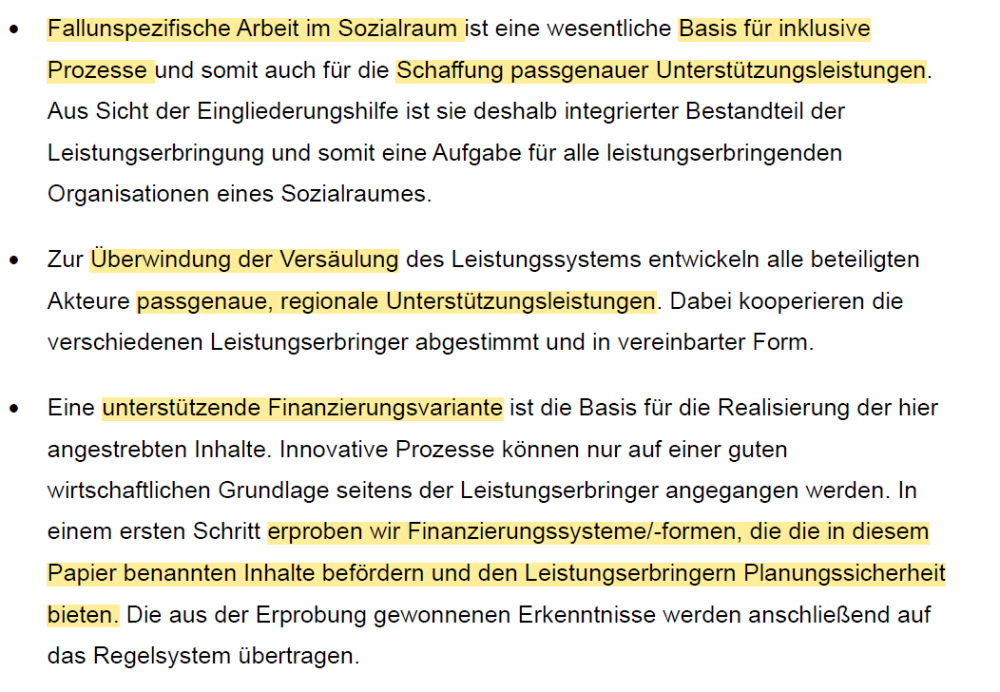 • Fallunspezifische Arbeit im Sozialraum ist eine wesentliche Basis für inklusive
Prozesse und somit auch für die Schaffung passgenauer Unterstützungsleistungen.
Aus Sicht der Eingliederungshilfe ist sie deshalb integrierter Bestandteil der
Leistungserbringung und somit eine Aufgabe für alle leistungserbringenden
Organisationen eines Sozialraumes.
• Zur Überwindung der Versäulung des Leistungssystems entwickeln alle beteiligten
Akteure passgenaue, regionale Unterstützungsleistungen. Dabei kooperieren die
verschiedenen Leistungserbringer abgestimmt und in vereinbarter Form.
• Eine unterstützende Finanzierungsvariante ist die Basis für die Realisierung der hier
angestrebten Inhalte. Innovative Prozesse können nur auf einer guten
wirtschaftlichen Grundlage seitens der Leistungserbringer angegangen werden. In
einem ersten Schritt erproben wir Finanzierungssysteme/-formen, die die in diesem
Papier benannten Inhalte befördern und den Leistungserbringern Planungssicherheit
bieten. Die aus der Erprobung gewonnenen Erkenntnisse werden anschließend auf
das Regelsystem übertragen.